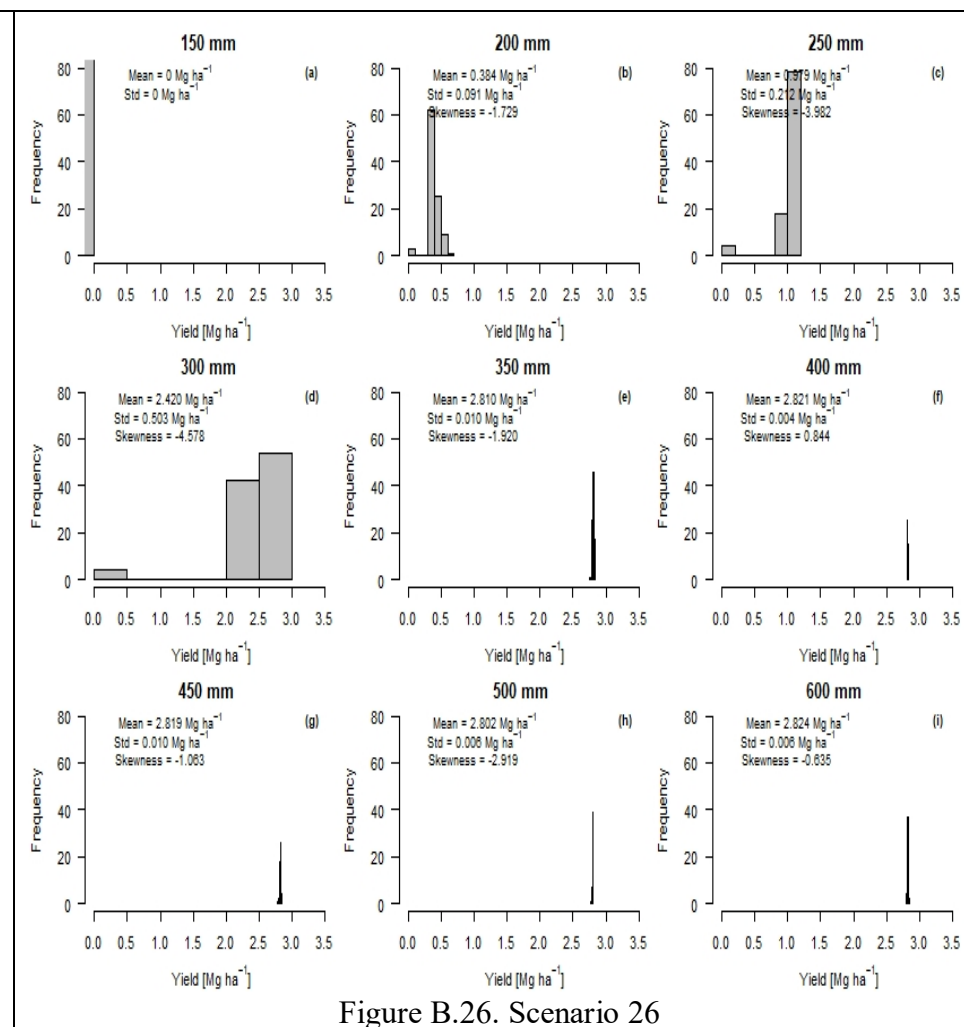 150 mm
Mean = 0 Mg ha⁻¹
(a)
Std = 0 Mg ha⁻¹
Frequency
80
60
40
20
0
0.0 0.5 1.0 1.5 2.0 2.5 3.0 3.5
Yield [Mg ha⁻¹]
200 mm
Mean = 0.384 Mg ha⁻¹
(b)
Std = 0.091 Mg ha⁻¹
Skewness = -1.729
Frequency
80
60
40
20
0
0.0 0.5 1.0 1.5 2.0 2.5 3.0 3.5
Yield [Mg ha⁻¹]
250 mm
Mean = 0.979 Mg ha⁻¹
(c)
Std = 0.212 Mg ha⁻¹
Skewness = -3.982
Frequency
80
60
40
20
0
0.0 0.5 1.0 1.5 2.0 2.5 3.0 3.5
Yield [Mg ha⁻¹]
300 mm
Mean = 2.420 Mg ha⁻¹
(d)
Std = 0.503 Mg ha⁻¹
Skewness = -4.578
Frequency
80
60
40
20
0
0.0 0.5 1.0 1.5 2.0 2.5 3.0 3.5
Yield [Mg ha⁻¹]
350 mm
Mean = 2.810 Mg ha⁻¹
(e)
Std = 0.010 Mg ha⁻¹
Skewness = -1.920
Frequency
80
60
40
20
0
0.0 0.5 1.0 1.5 2.0 2.5 3.0 3.5
Yield [Mg ha⁻¹]
400 mm
Mean = 2.821 Mg ha⁻¹
(f)
Std = 0.004 Mg ha⁻¹
Skewness = 0.844
Frequency
80
60
40
20
0
0.0 0.5 1.0 1.5 2.0 2.5 3.0 3.5
Yield [Mg ha⁻¹]
450 mm
Mean = 2.819 Mg ha⁻¹
(g)
Std = 0.010 Mg ha⁻¹
Skewness = -1.063
Frequency
80
60
40
20
0
0.0 0.5 1.0 1.5 2.0 2.5 3.0 3.5
Yield [Mg ha⁻¹]
500 mm
Mean = 2.802 Mg ha⁻¹
(h)
Std = 0.006 Mg ha⁻¹
Skewness = -2.919
Frequency
80
60
40
20
0
0.0 0.5 1.0 1.5 2.0 2.5 3.0 3.5
Yield [Mg ha⁻¹]
600 mm
Mean = 2.824 Mg ha⁻¹
(i)
Std = 0.006 Mg ha⁻¹
Skewness = -0.635
Frequency
80
60
40
20
0
0.0 0.5 1.0 1.5 2.0 2.5 3.0 3.5
Yield [Mg ha⁻¹]
Figure B.26. Scenario 26